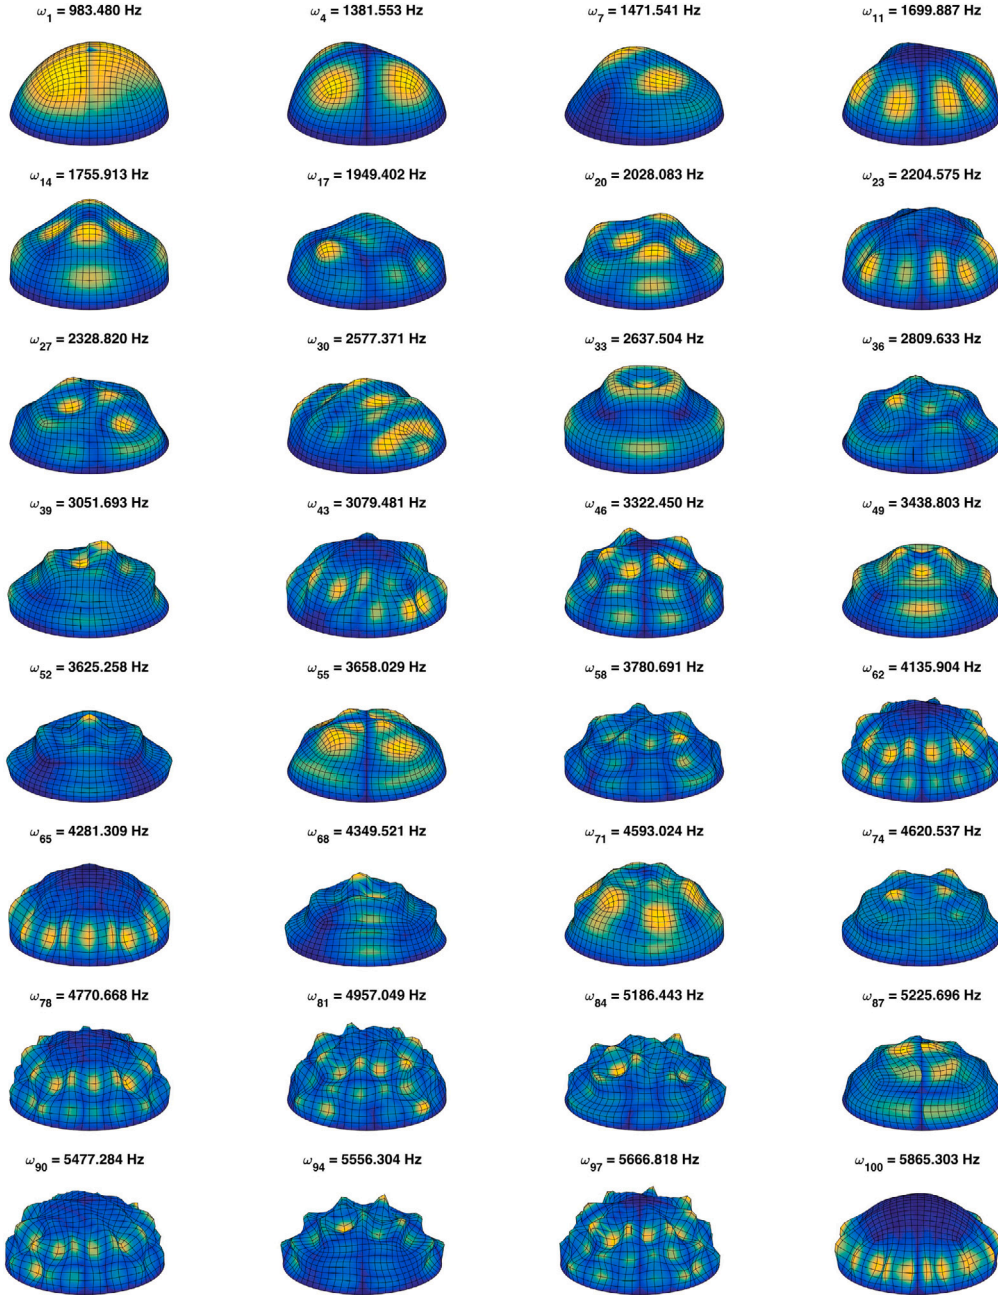 ω1 = 983.480 Hz
ω4 = 1381.553 Hz
ω7 = 1471.541 Hz
ω11 = 1699.887 Hz
ω14 = 1755.913 Hz
ω17 = 1949.402 Hz
ω20 = 2028.083 Hz
ω23 = 2204.575 Hz
ω27 = 2328.820 Hz
ω30 = 2577.371 Hz
ω33 = 2637.504 Hz
ω36 = 2809.633 Hz
ω39 = 3051.693 Hz
ω43 = 3079.481 Hz
ω46 = 3322.450 Hz
ω49 = 3438.803 Hz
ω52 = 3625.258 Hz
ω55 = 3658.029 Hz
ω58 = 3780.691 Hz
ω62 = 4135.904 Hz
ω65 = 4281.309 Hz
ω68 = 4349.521 Hz
ω71 = 4593.024 Hz
ω74 = 4620.537 Hz
ω78 = 4770.668 Hz
ω81 = 4957.049 Hz
ω84 = 5186.443 Hz
ω87 = 5225.696 Hz
ω90 = 5477.284 Hz
ω94 = 5556.304 Hz
ω97 = 5666.818 Hz
ω100 = 5865.303 Hz